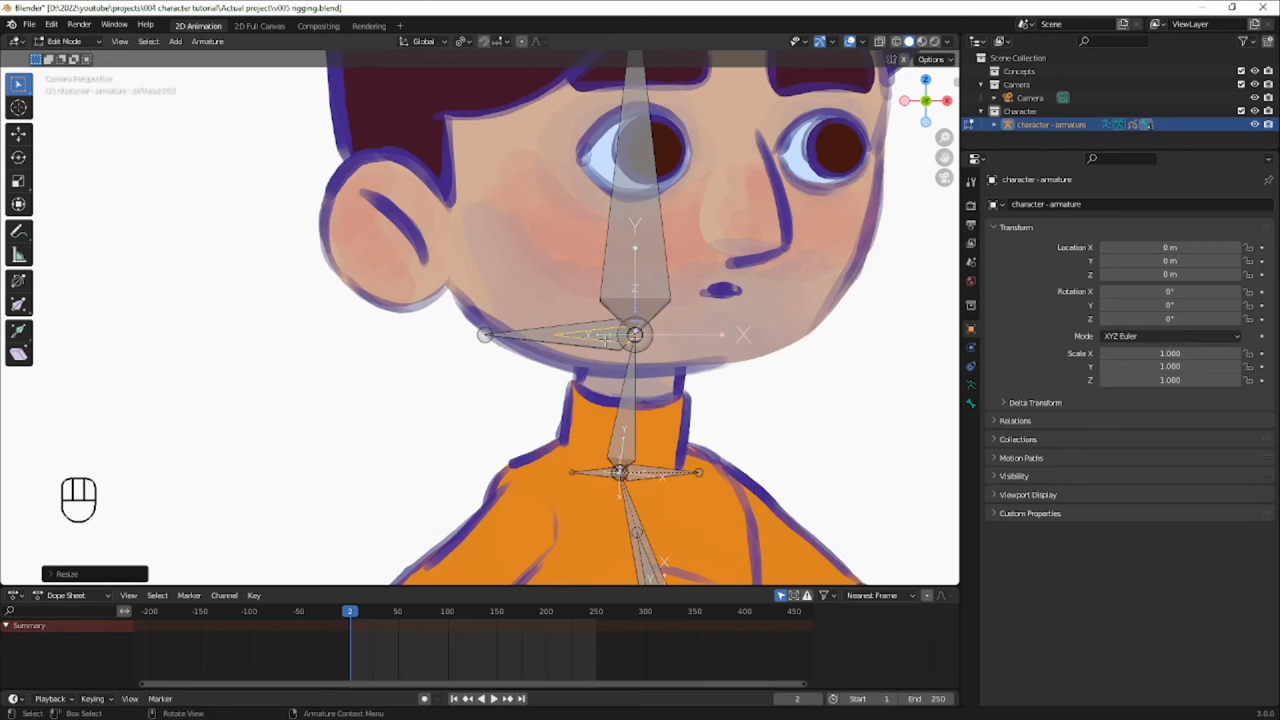 Blender* [D:\2022\youtube\projects\004 character tutorial\Actual project\v005 rigging.blend]
File Edit Render Window Help 2D Animation 2D Full Canvas Compositing Rendering Scene ViewLayer
Edit Mode View Select Add Armature Global
Options
Camera Perspective
Z
X
Y
Z
Y
X
Y
X
X
Y
Resize
Scene Collection
Concepts
Camera
Camera
Character
character - armature
character - armature
character - armature
Transform
Location X 0 m
Y 0 m
Z 0 m
Rotation X 0°
Y 0°
Z 0°
Mode XYZ Euler
Scale X 1.000
Y 1.000
Z 1.000
Delta Transform
Relations
Collections
Motion Paths
Visibility
Viewport Display
Custom Properties
Dope Sheet View Select Marker Channel Key Nearest Frame
-200 -150 -100 -50 2 50 100 150 200 250 300 350 400 450
Summary
Playback Keying View Marker 2 Start 1 End 250
Select Box Select Rotate View Armature Context Menu 3.0.0